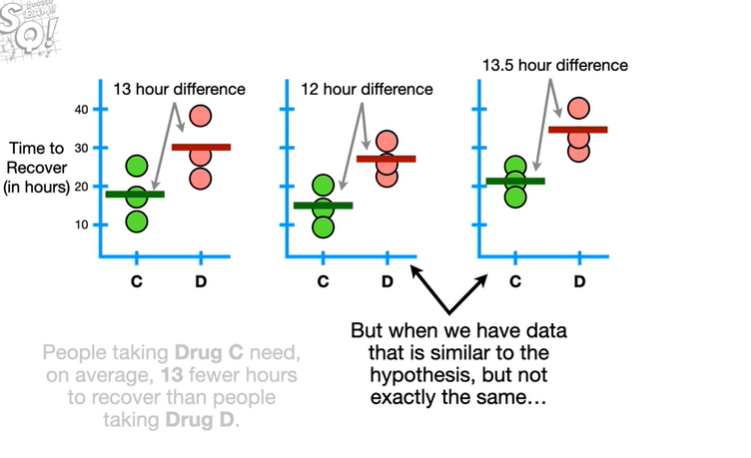 STAT
QUEST!
13 hour difference
12 hour difference
13.5 hour difference
Time to
Recover
(in hours)
40
30
20
10
C D
C D
C D
People taking Drug C need,
on average, 13 fewer hours
to recover than people
taking Drug D.
But when we have data
that is similar to the
hypothesis, but not
exactly the same…